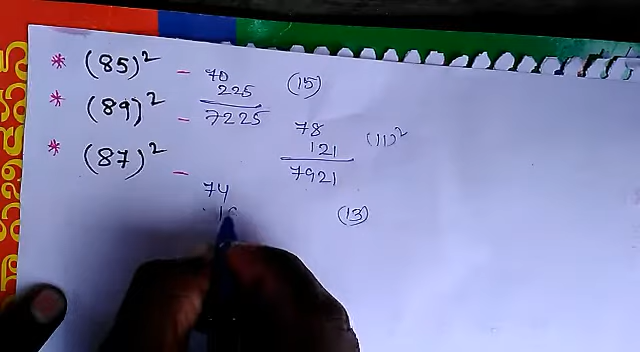 * (85)² - 70 (15)
225
* (89)² - 7225 78 (11)²
121
* (87)² - 7921
74
(13)